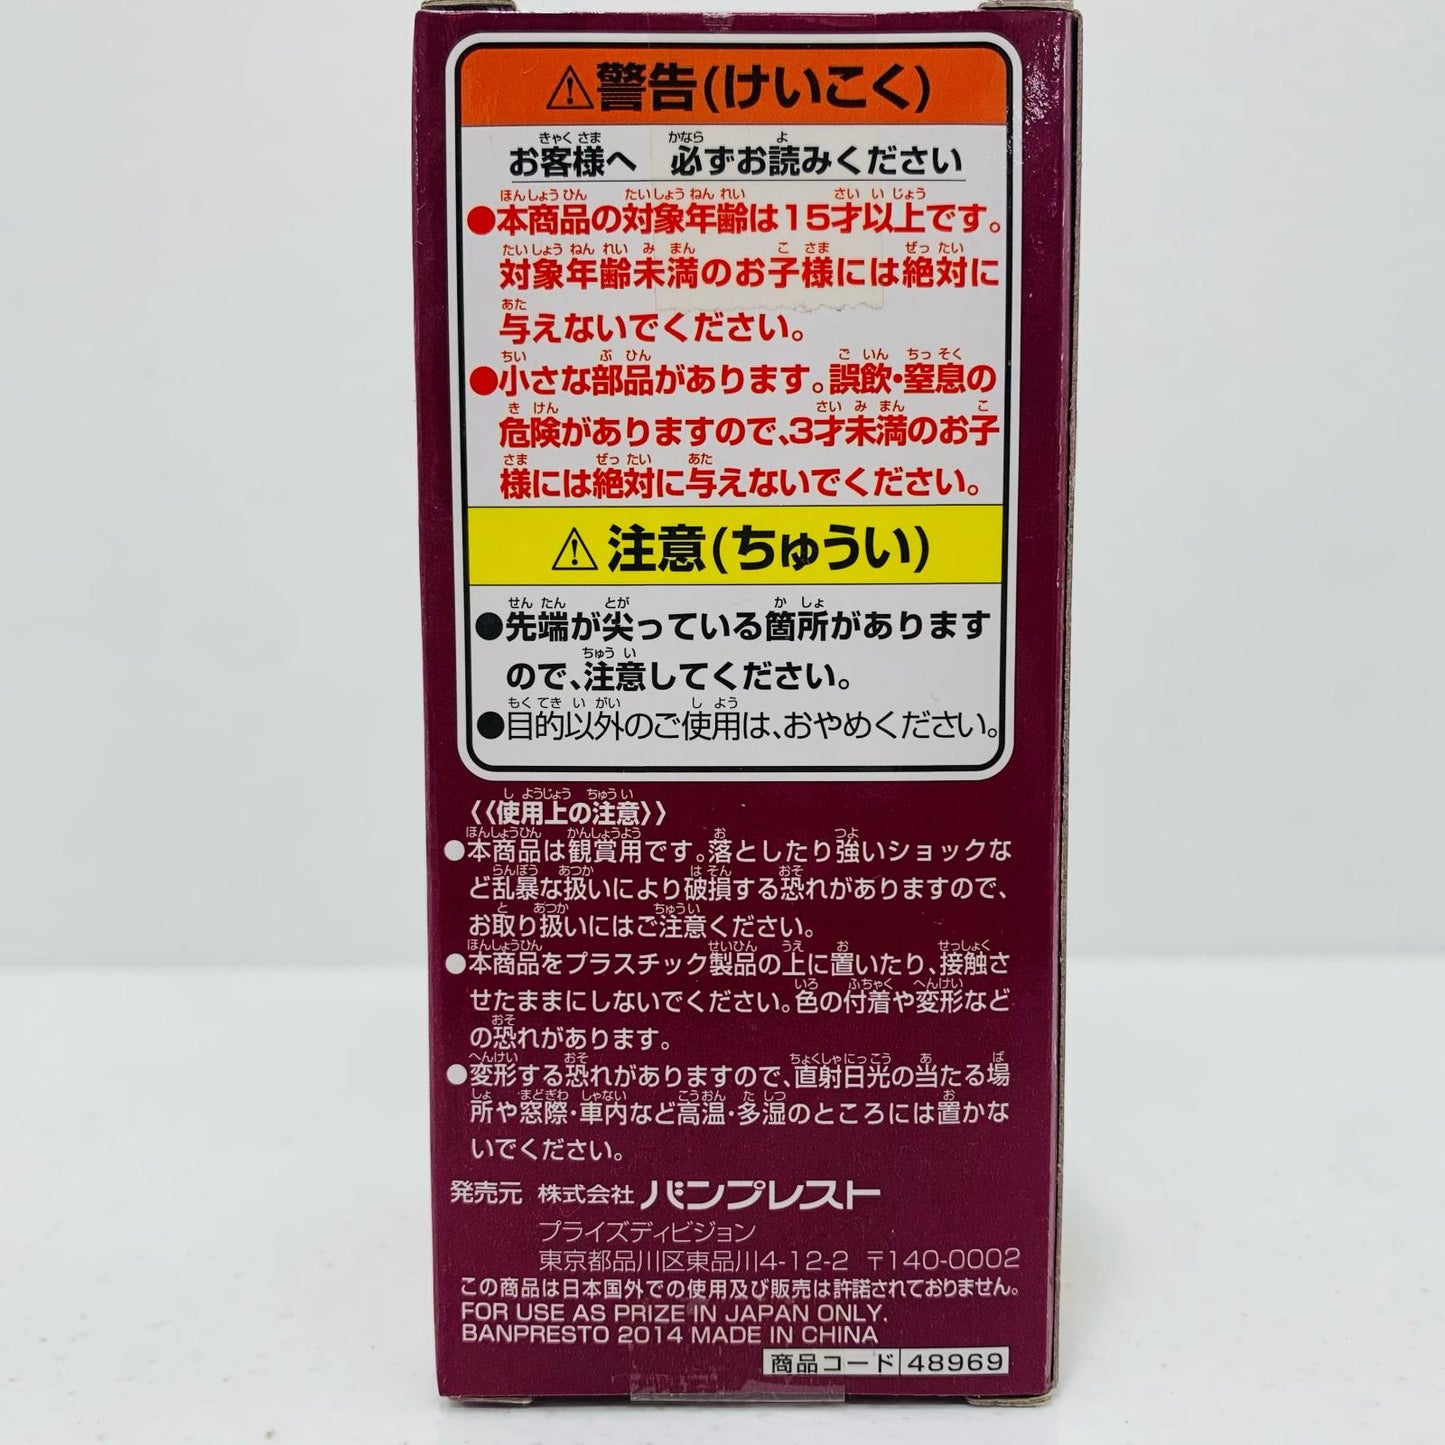 ⚠警告(けいこく)
お客様へ 必ずお読みください
●本商品の対象年齢は15才以上です。
対象年齢未満のお子様には絶対に
与えないでください。
●小さな部品があります。誤飲・窒息の
危険がありますので、3才未満のお子
様には絶対に与えないでください。
⚠注意(ちゅうい)
●先端が尖っている箇所があります
ので、注意してください。
●目的以外のご使用は、おやめください。
《使用上の注意》
●本商品は観賞用です。落としたり強いショックな
ど乱暴な扱いにより破損する恐れがありますので、
お取り扱いにはご注意ください。
●本商品をプラスチック製品の上に置いたり、接触さ
せたままにしないでください。色の付着や変形など
の恐れがあります。
●変形する恐れがありますので、直射日光の当たる場
所や窓際・車内など高温・多湿のところには置かな
いでください。
発売元 株式会社 バンプレスト
プライズディビジョン
東京都品川区東品川4-12-2 〒140-0002
この商品は日本国外での使用及び販売は許諾されておりません。
FOR USE AS PRIZE IN JAPAN ONLY.
BANPRESTO 2014 MADE IN CHINA
商品コード 48969